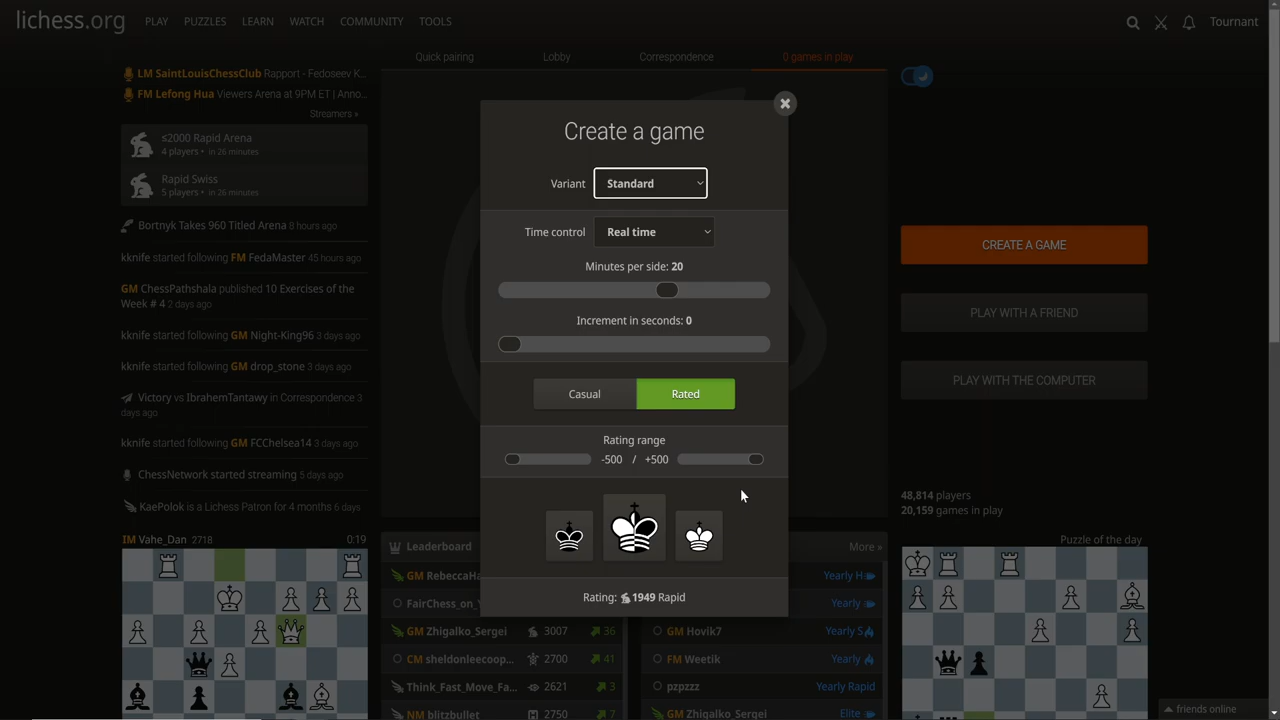 lichess.org
PLAY PUZZLES LEARN WATCH COMMUNITY TOOLS
Tournant
Quick pairing Lobby Correspondence 0 games in play
LM SaintLouisChessClub Rapport - Fedoseev K...
FM Lefong Hua Viewers Arena at 9PM ET | Anno...
Streamers »
≤2000 Rapid Arena
4 players • in 26 minutes
Rapid Swiss
5 players • in 26 minutes
Bortnyk Takes 960 Titled Arena 8 hours ago
kknife started following FM FedaMaster 45 hours ago
GM ChessPathshala published 10 Exercises of the
Week # 4 2 days ago
kknife started following GM Night-King96 3 days ago
kknife started following GM drop_stone 3 days ago
Victory vs IbrahemTantawy in Correspondence 3
days ago
kknife started following GM FCChelsea14 3 days ago
ChessNetwork started streaming 5 days ago
KaePolok is a Lichess Patron for 4 months 6 days
IM Vahe_Dan 2718 0:19
Create a game
Variant Standard
Time control Real time
Minutes per side: 20
Increment in seconds: 0
Casual Rated
Rating range
-500 / +500
Rating: 1949 Rapid
CREATE A GAME
PLAY WITH A FRIEND
PLAY WITH THE COMPUTER
48,814 players
20,159 games in play
Leaderboard
More »
GM RebeccaHa
FairChess_on_Y
GM Zhigalko_Sergei 3007 36
CM sheldonleecoop... 2700 41
Think_Fast_Move_Fa... 2621 3
NM blitzbullet 2750 7
Yearly H
Yearly
GM Hovik7 Yearly S
FM Weetik Yearly
pzpzzz Yearly Rapid
GM Zhigalko_Sergei Elite
Puzzle of the day
friends online